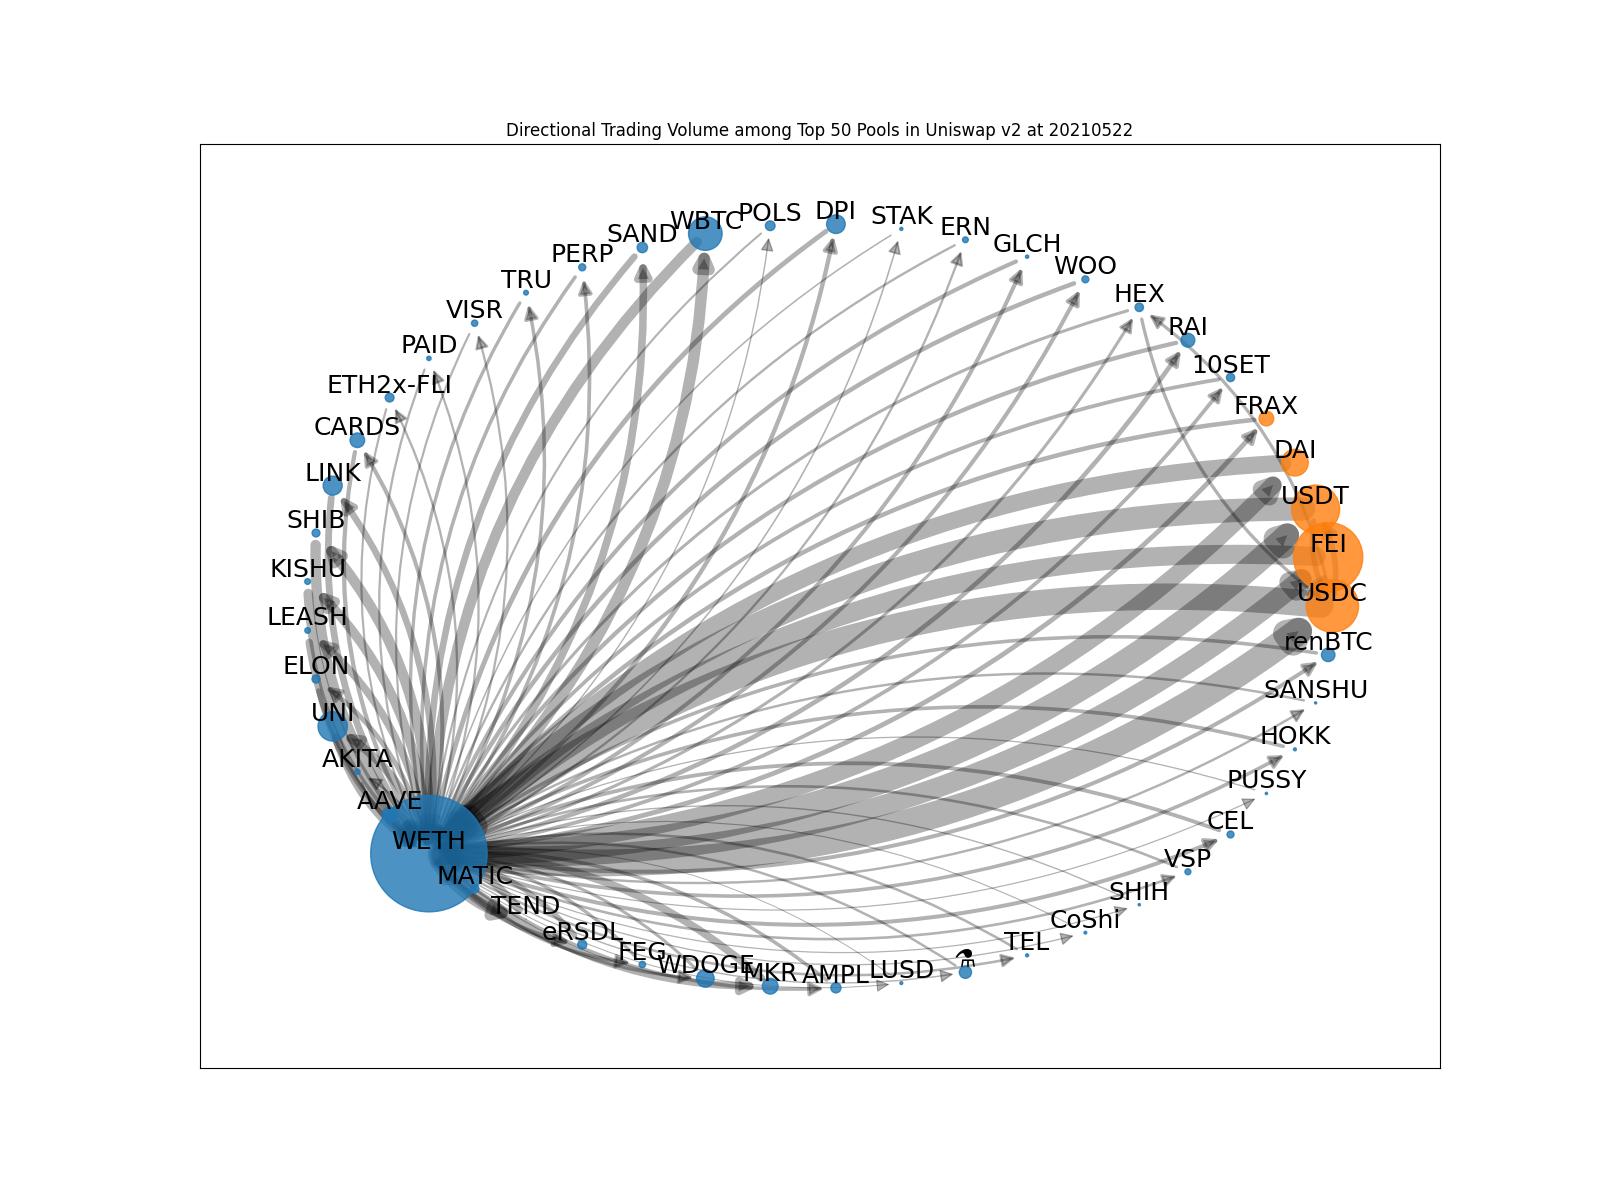 Directional Trading Volume among Top 50 Pools in Uniswap v2 at 20210522
WBTC
POLS
DPI
STAK
ERN
SAND
GLCH
PERP
WOO
TRU
HEX
VISR
RAI
PAID
10SET
ETH2x-FLI
FRAX
CARDS
DAI
LINK
USDT
SHIB
FEI
KISHU
USDC
LEASH
renBTC
ELON
SANSHU
UNI
HOKK
AKITA
PUSSY
AAVE
CEL
WETH
VSP
MATIC
SHIH
TEND
CoShi
eRSDL
TEL
FEG
⚗
WDOGE
MKR
AMPL
LUSD